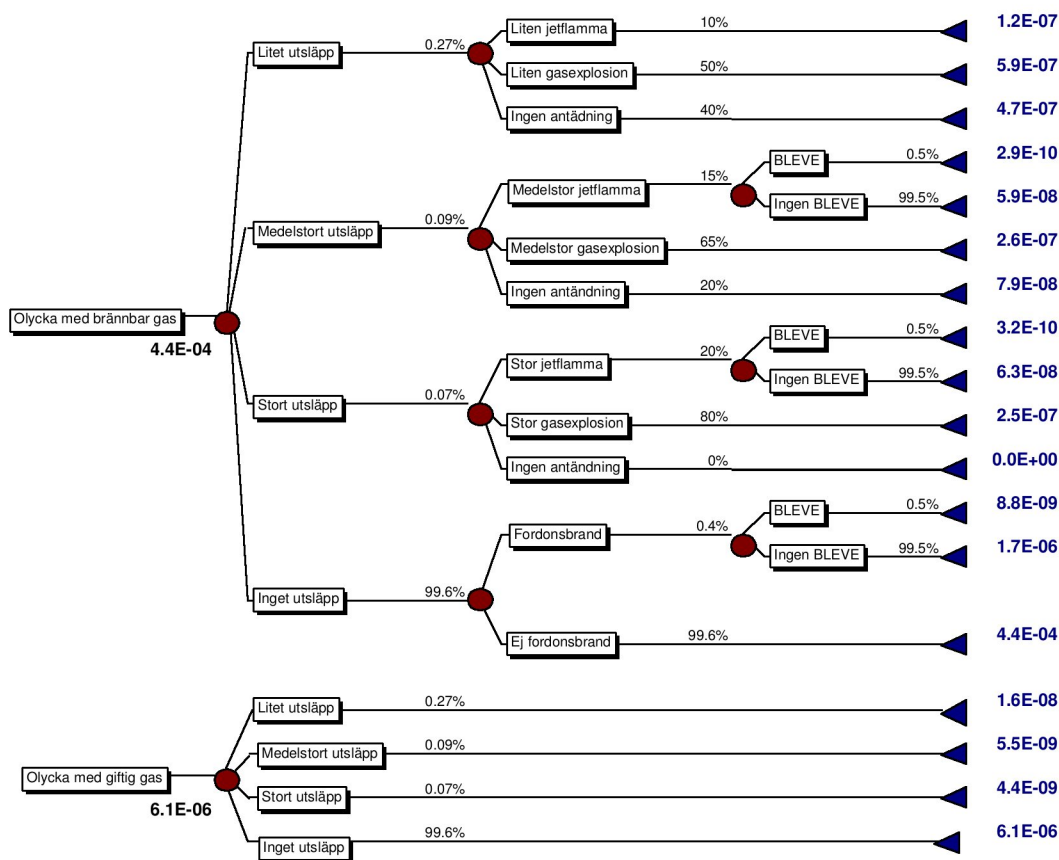 Liten jetflamma 10% 1.2E-07
Litet utsläpp 0.27%
Liten gasexplosion 50% 5.9E-07
Ingen antädning 40% 4.7E-07
BLEVE 0.5% 2.9E-10
Medelstor jetflamma 15%
Ingen BLEVE 99.5% 5.9E-08
Medelstort utsläpp 0.09%
Medelstor gasexplosion 65% 2.6E-07
Ingen antändning 20% 7.9E-08
Olycka med brännbar gas
4.4E-04
BLEVE 0.5% 3.2E-10
Stor jetflamma 20%
Ingen BLEVE 99.5% 6.3E-08
Stort utsläpp 0.07%
Stor gasexplosion 80% 2.5E-07
Ingen antändning 0% 0.0E+00
BLEVE 0.5% 8.8E-09
Fordonsbrand 0.4%
Ingen BLEVE 99.5% 1.7E-06
Inget utsläpp 99.6%
Ej fordonsbrand 99.6% 4.4E-04
Litet utsläpp 0.27% 1.6E-08
Medelstort utsläpp 0.09% 5.5E-09
Olycka med giftig gas
6.1E-06
Stort utsläpp 0.07% 4.4E-09
Inget utsläpp 99.6% 6.1E-06